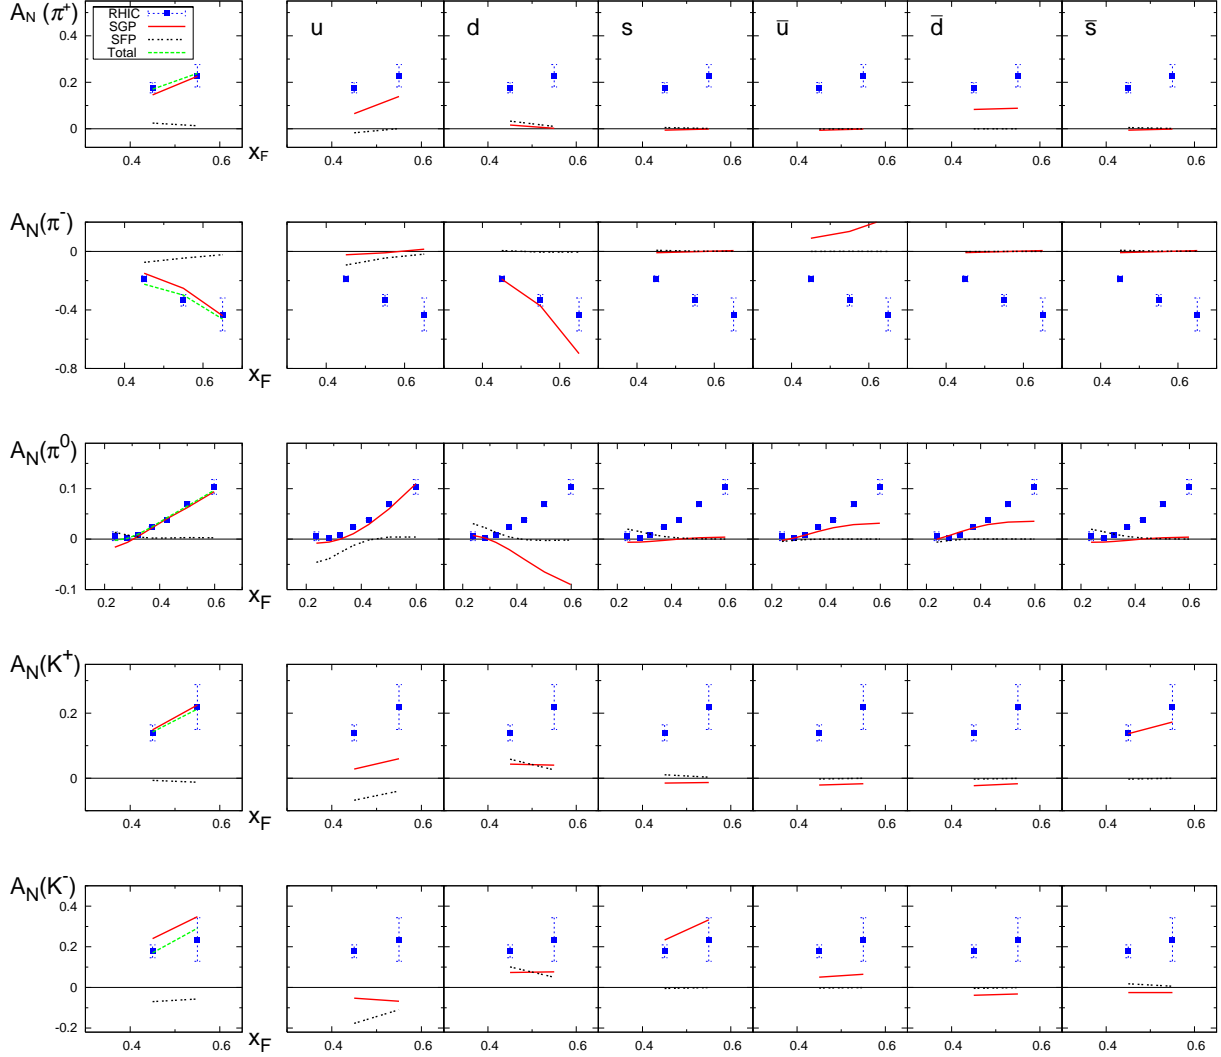 A_N (π⁺)
RHIC
SGP
SFP
Total
u
d
s
ū
d̄
s̄
0.4
0.2
0
0.4 0.6 x_F 0.4 0.6 0.4 0.6 0.4 0.6 0.4 0.6 0.4 0.6 0.4 0.6
A_N(π⁻)
0
-0.4
-0.8
0.4 0.6 x_F 0.4 0.6 0.4 0.6 0.4 0.6 0.4 0.6 0.4 0.6 0.4 0.6
A_N(π⁰)
0.1
0
-0.1
0.2 0.4 0.6 x_F 0.2 0.4 0.6 0.2 0.4 0.6 0.2 0.4 0.6 0.2 0.4 0.6 0.2 0.4 0.6 0.2 0.4 0.6
A_N(K⁺)
0.2
0
0.4 0.6 x_F 0.4 0.6 0.4 0.6 0.4 0.6 0.4 0.6 0.4 0.6 0.4 0.6
A_N(K⁻)
0.4
0.2
0
-0.2
0.4 0.6 x_F 0.4 0.6 0.4 0.6 0.4 0.6 0.4 0.6 0.4 0.6 0.4 0.6